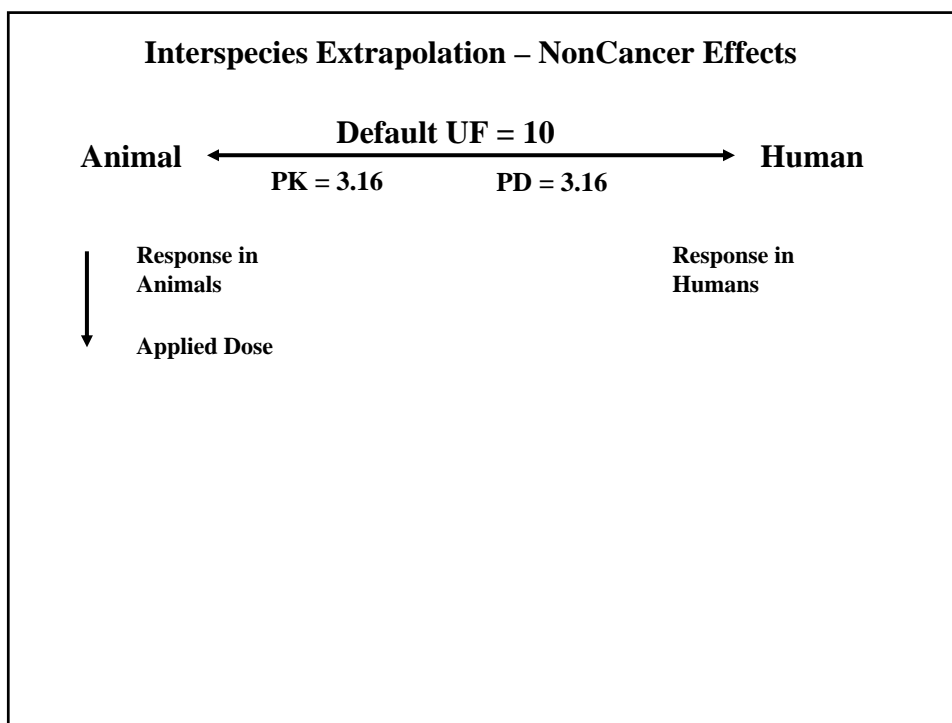 Interspecies Extrapolation – NonCancer Effects
Default UF = 10
Animal
Human
PK = 3.16
PD = 3.16
Response in
Animals
Response in
Humans
Applied Dose